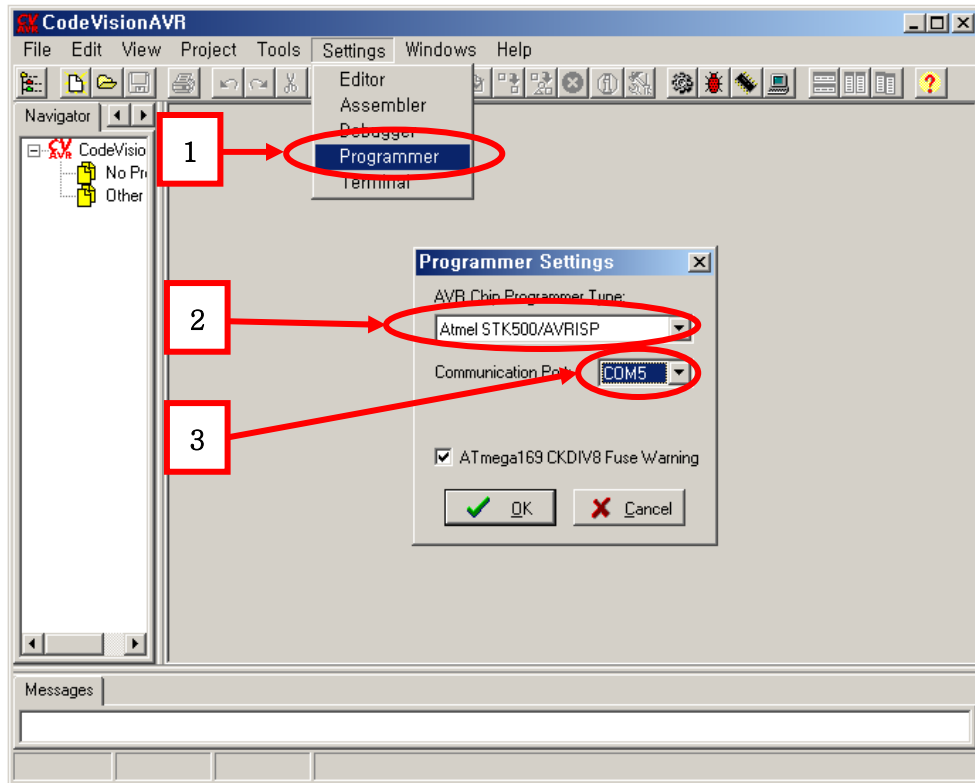 CodeVisionAVR
File Edit View Project Tools Settings Windows Help
Editor
Assembler
Debugger
Programmer
Terminal
Navigator
CodeVisio
No Pr
Other
1
2
3
Programmer Settings
AVR Chip Programmer Type:
Atmel STK500/AVRISP
Communication Port: COM5
ATmega169 CKDIV8 Fuse Warning
OK Cancel
Messages